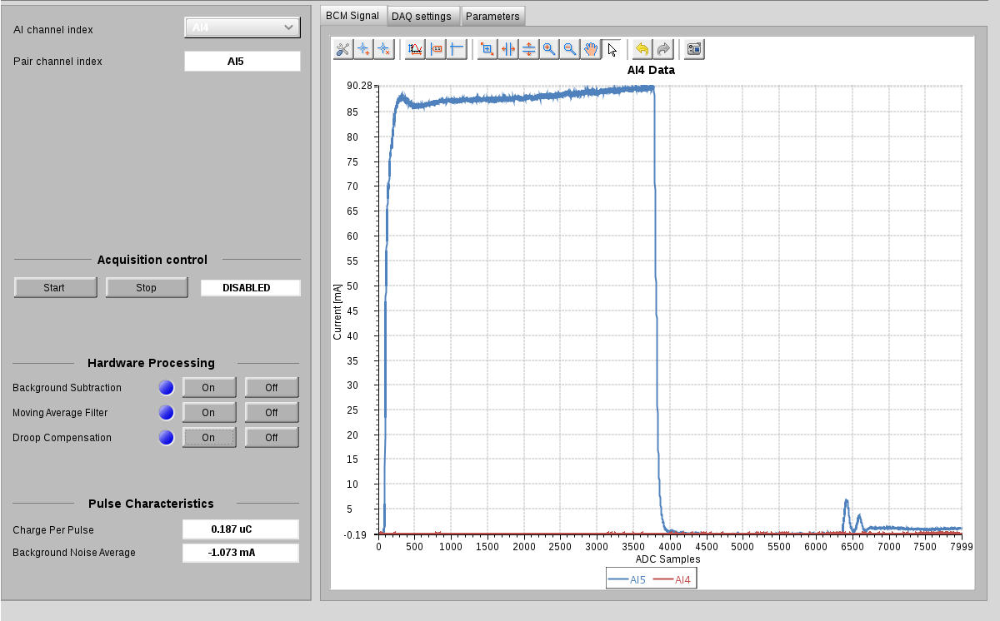 AI channel index
AI4
Pair channel index
AI5
Acquisition control
Start
Stop
DISABLED
Hardware Processing
Background Subtraction
On
Off
Moving Average Filter
On
Off
Droop Compensation
On
Off
Pulse Characteristics
Charge Per Pulse
0.187 uC
Background Noise Average
-1.073 mA
BCM Signal
DAQ settings
Parameters
AI4 Data
Current [mA]
90.28
85
80
75
70
65
60
55
50
45
40
35
30
25
20
15
10
5
-0.19
0 500 1000 1500 2000 2500 3000 3500 4000 4500 5000 5500 6000 6500 7000 7500 7999
ADC Samples
AI5 AI4